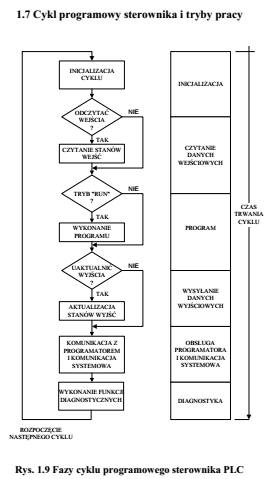 1.7 Cykl programowy sterownika i tryby pracy
INICJALIZACJA
CYKLU
ODCZYTAĆ
WEJŚCIA
?
NIE
TAK
CZYTANIE STANÓW
WEJŚĆ
TRYB "RUN"
?
NIE
TAK
WYKONANIE
PROGRAMU
UAKTUALNIC
WYJŚCIA
?
NIE
TAK
AKTUALIZACJA
STANÓW WYJŚĆ
KOMUNIKACJA Z
PROGRAMATOREM
I KOMUNIKACJA
SYSTEMOWA
WYKONANIE FUNKCJI
DIAGNOSTYCZNYCH
ROZPOCZĘCIE
NASTĘPNEGO CYKLU
INICJALIZACJA
CZYTANIE
DANYCH
WEJŚCIOWYCH
PROGRAM
WYSYŁANIE
DANYCH
WYJŚCIOWYCH
OBSŁUGA
PROGRAMATORA
I KOMUNIKACJA
SYSTEMOWA
DIAGNOSTYKA
CZAS
TRWANIA
CYKLU
Rys. 1.9 Fazy cyklu programowego sterownika PLC